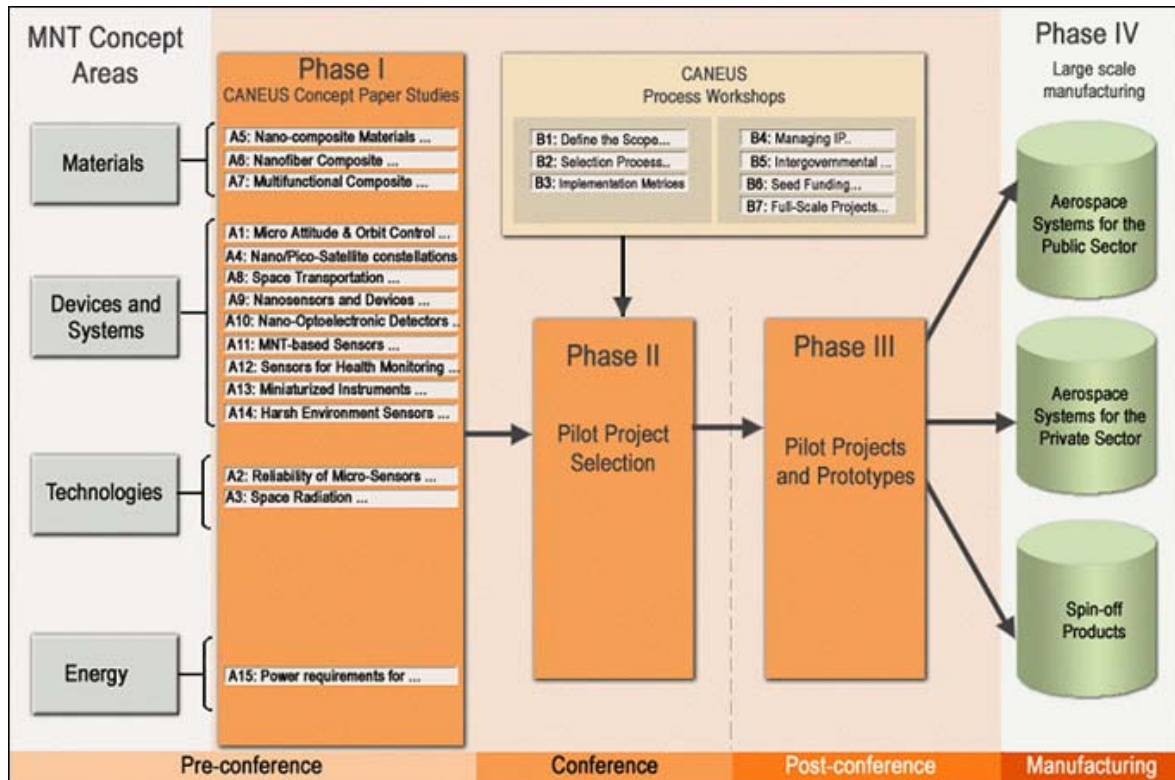 MNT Concept
Areas
Materials
Devices and
Systems
Technologies
Energy
Phase I
CANEUS Concept Paper Studies
A5: Nano-composite Materials ...
A6: Nanofiber Composite ...
A7: Multifunctional Composite ...
A1: Micro Attitude & Orbit Control ...
A4: Nano/Pico-Satellite constellations
A8: Space Transportation ...
A9: Nanosensors and Devices ...
A10: Nano-Optoelectronic Detectors ..
A11: MNT-based Sensors ...
A12: Sensors for Health Monitoring ...
A13: Miniaturized Instruments ...
A14: Harsh Environment Sensors ...
A2: Reliability of Micro-Sensors ...
A3: Space Radiation ...
A15: Power requirements for ...
CANEUS
Process Workshops
B1: Define the Scope...
B2: Selection Process..
B3: Implementation Metrices
B4: Managing IP..
B5: Intergovernmental ...
B6: Seed Funding...
B7: Full-Scale Projects...
Phase II
Pilot Project
Selection
Phase III
Pilot Projects
and Prototypes
Phase IV
Large scale
manufacturing
Aerospace
Systems for the
Public Sector
Aerospace
Systems for the
Private Sector
Spin-off
Products
Pre-conference
Conference
Post-conference
Manufacturing